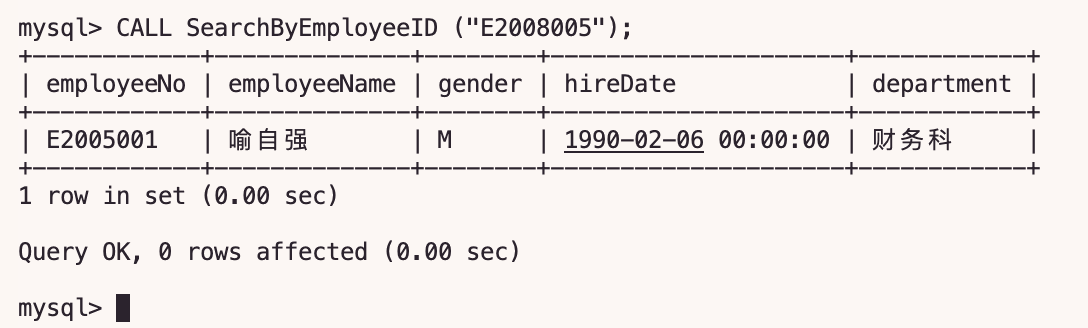 mysql> CALL SearchByEmployeeID ("E2008005");
+------------+--------------+--------+---------------------+------------+
| employeeNo | employeeName | gender | hireDate            | department |
+------------+--------------+--------+---------------------+------------+
| E2005001   | 喻自强       | M      | 1990-02-06 00:00:00 | 财务科     |
+------------+--------------+--------+---------------------+------------+
1 row in set (0.00 sec)
Query OK, 0 rows affected (0.00 sec)
mysql>